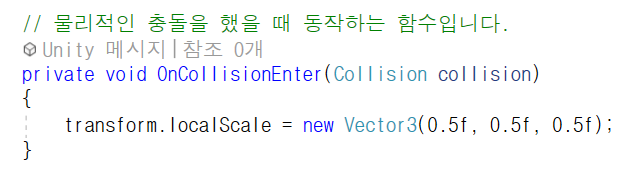 // 물리적인 충돌을 했을 때 동작하는 함수입니다.
Unity 메시지|참조 0개
private void OnCollisionEnter(Collision collision)
{
transform.localScale = new Vector3(0.5f, 0.5f, 0.5f);
}